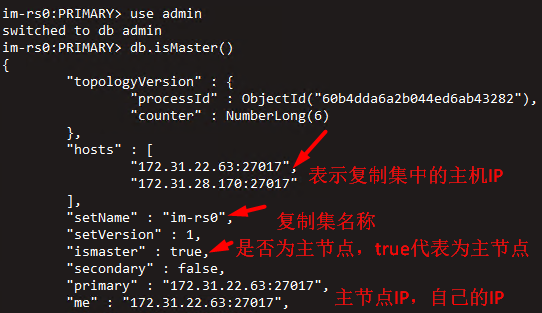 im-rs0:PRIMARY> use admin
switched to db admin
im-rs0:PRIMARY> db.isMaster()
{
"topologyVersion" : {
"processId" : ObjectId("60b4dda6a2b044ed6ab43282"),
"counter" : NumberLong(6)
},
"hosts" : [
"172.31.22.63:27017",
"172.31.28.170:27017"
表示复制集中的主机IP
],
"setName" : "im-rs0",
复制集名称
"setVersion" : 1,
"ismaster" : true,
是否为主节点，true代表为主节点
"secondary" : false,
"primary" : "172.31.22.63:27017",
"me" : "172.31.22.63:27017",
主节点IP，自己的IP